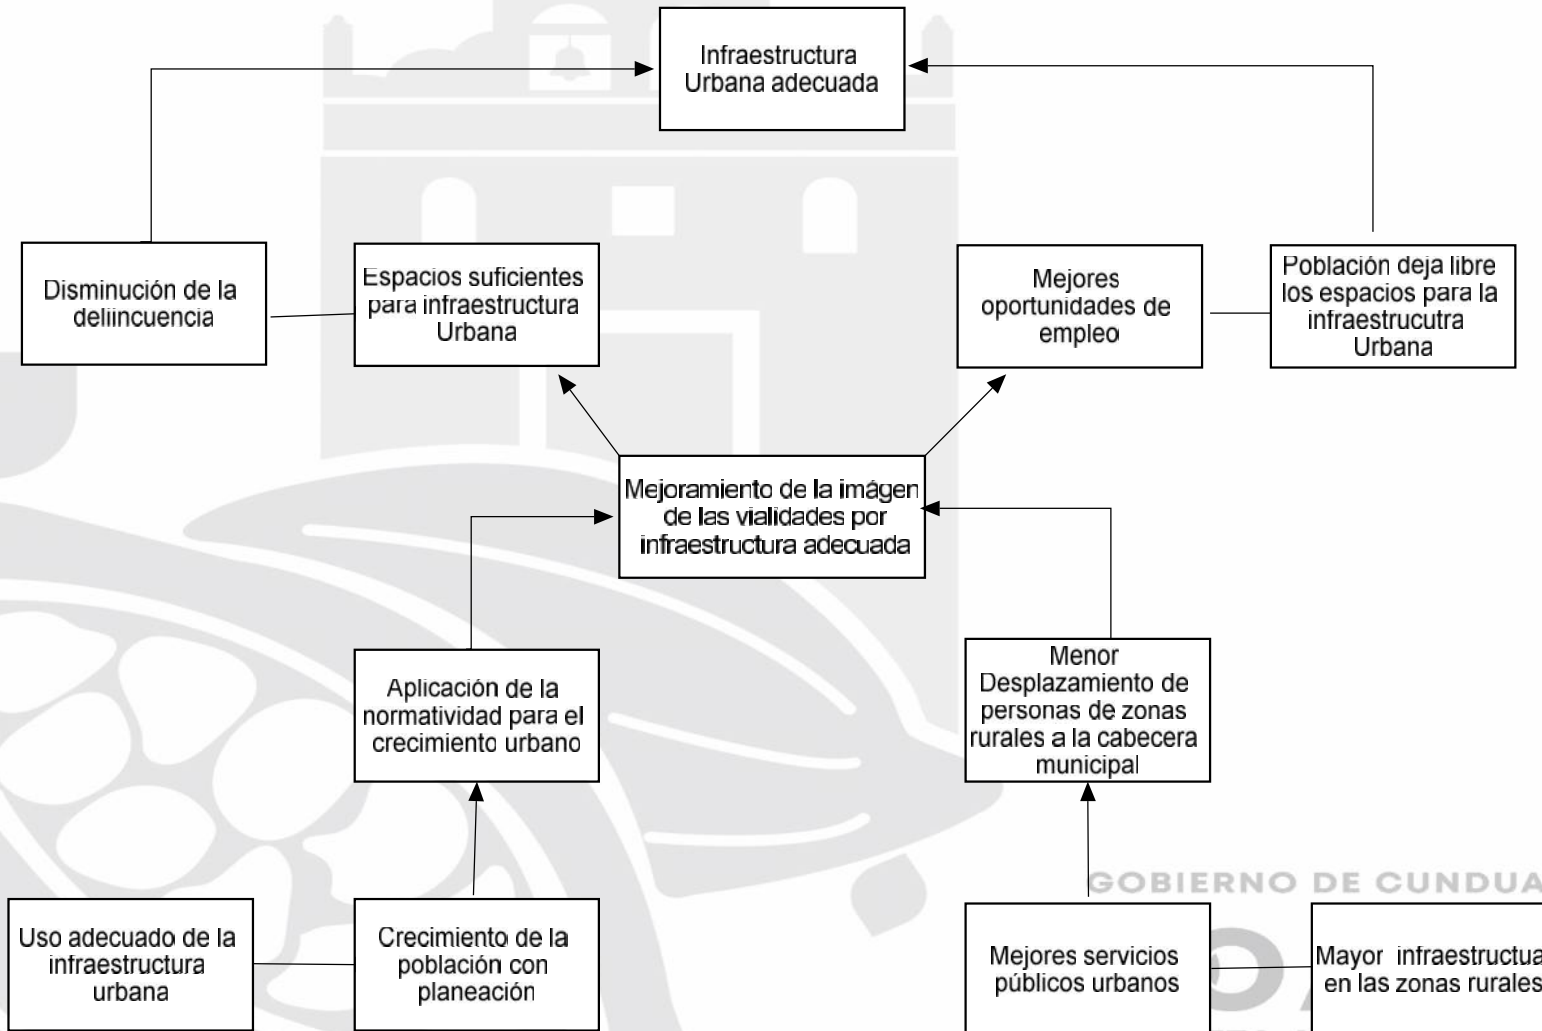 Infraestructura
Urbana adecuada
Disminución de la
deliincuencia
Espacios suficientes
para infraestructura
Urbana
Mejores
oportunidades de
empleo
Población deja libre
los espacios para la
infraestrucutra
Urbana
Mejoramiento de la imágen
de las vialidades por
infraestructura adecuada
Aplicación de la
normatividad para el
crecimiento urbano
Menor
Desplazamiento de
personas de zonas
rurales a la cabecera
municipal
GOBIERNO DE CUNDUA
Uso adecuado de la
infraestructura
urbana
Crecimiento de la
población con
planeación
Mejores servicios
públicos urbanos
Mayor infraestructua
en las zonas rurales